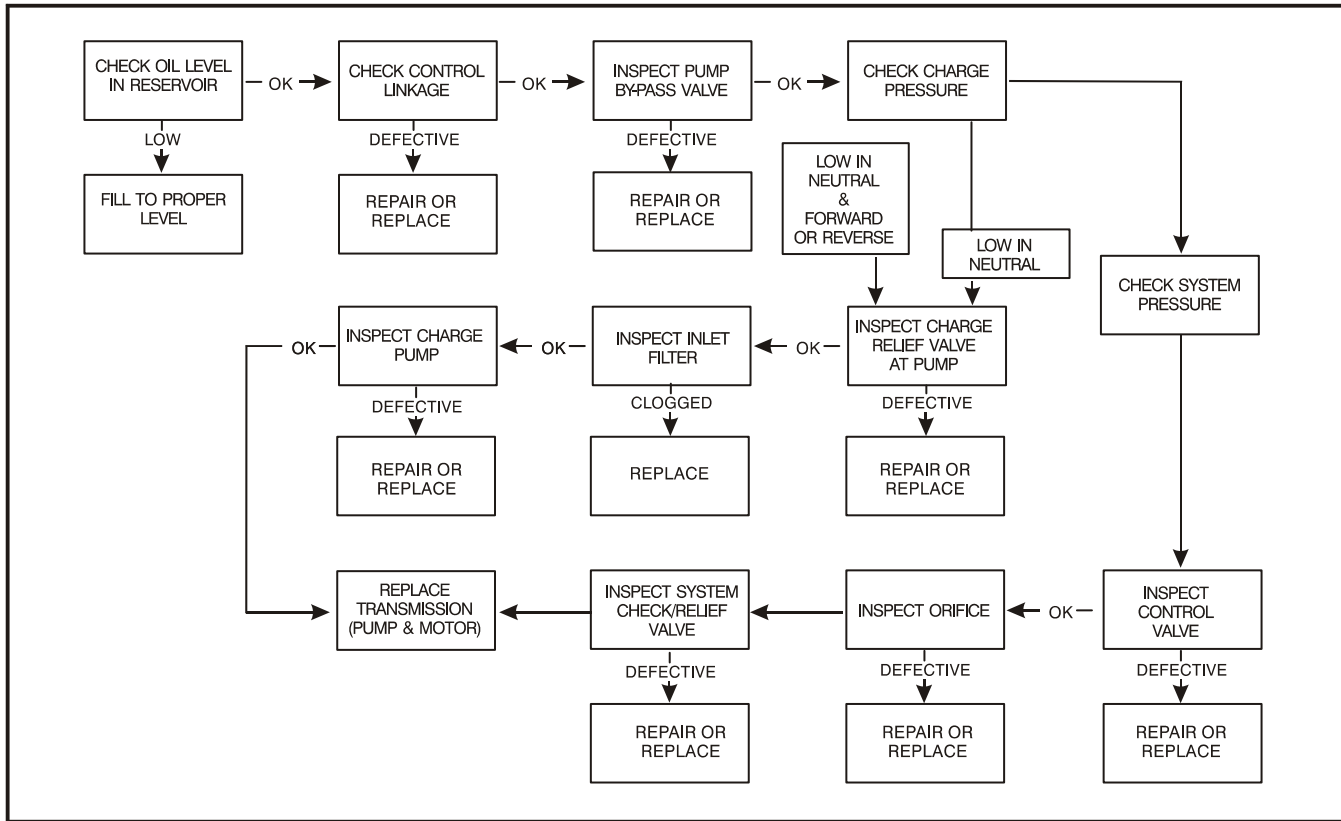 CHECK OIL LEVEL
IN RESERVOIR
OK
CHECK CONTROL
LINKAGE
OK
INSPECT PUMP
BY-PASS VALVE
OK
CHECK CHARGE
PRESSURE
LOW
DEFECTIVE
DEFECTIVE
FILL TO PROPER
LEVEL
REPAIR OR
REPLACE
REPAIR OR
REPLACE
LOW IN
NEUTRAL
&
FORWARD
OR REVERSE
LOW IN
NEUTRAL
CHECK SYSTEM
PRESSURE
OK
INSPECT CHARGE
PUMP
OK
INSPECT INLET
FILTER
OK
INSPECT CHARGE
RELIEF VALVE
AT PUMP
DEFECTIVE
CLOGGED
DEFECTIVE
REPAIR OR
REPLACE
REPLACE
REPAIR OR
REPLACE
REPLACE
TRANSMISSION
(PUMP & MOTOR)
INSPECT SYSTEM
CHECK/RELIEF
VALVE
INSPECT ORIFICE
OK
INSPECT
CONTROL
VALVE
DEFECTIVE
DEFECTIVE
DEFECTIVE
REPAIR OR
REPLACE
REPAIR OR
REPLACE
REPAIR OR
REPLACE